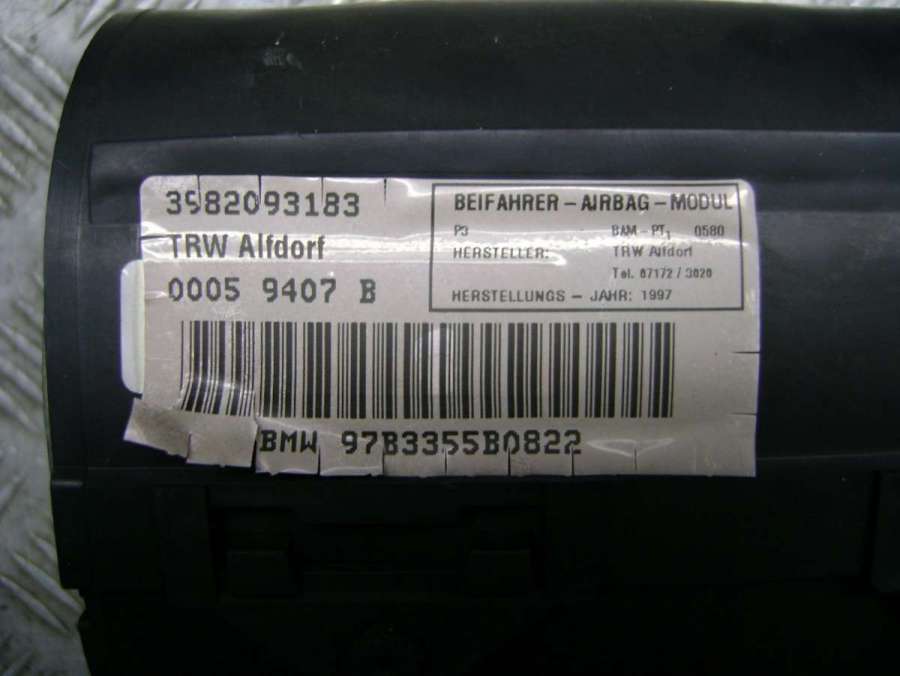 3982093183
TRW Alfdorf
00059 9407 B
BEIFAHRER – AIRBAG – MODUL
P3 BAM – PT1 0580
HERSTELLER: TRW Alfdorf
Tel. 07172 / 3020
HERSTELLUNGS – JAHR: 1997
BMW 97B3355B0822